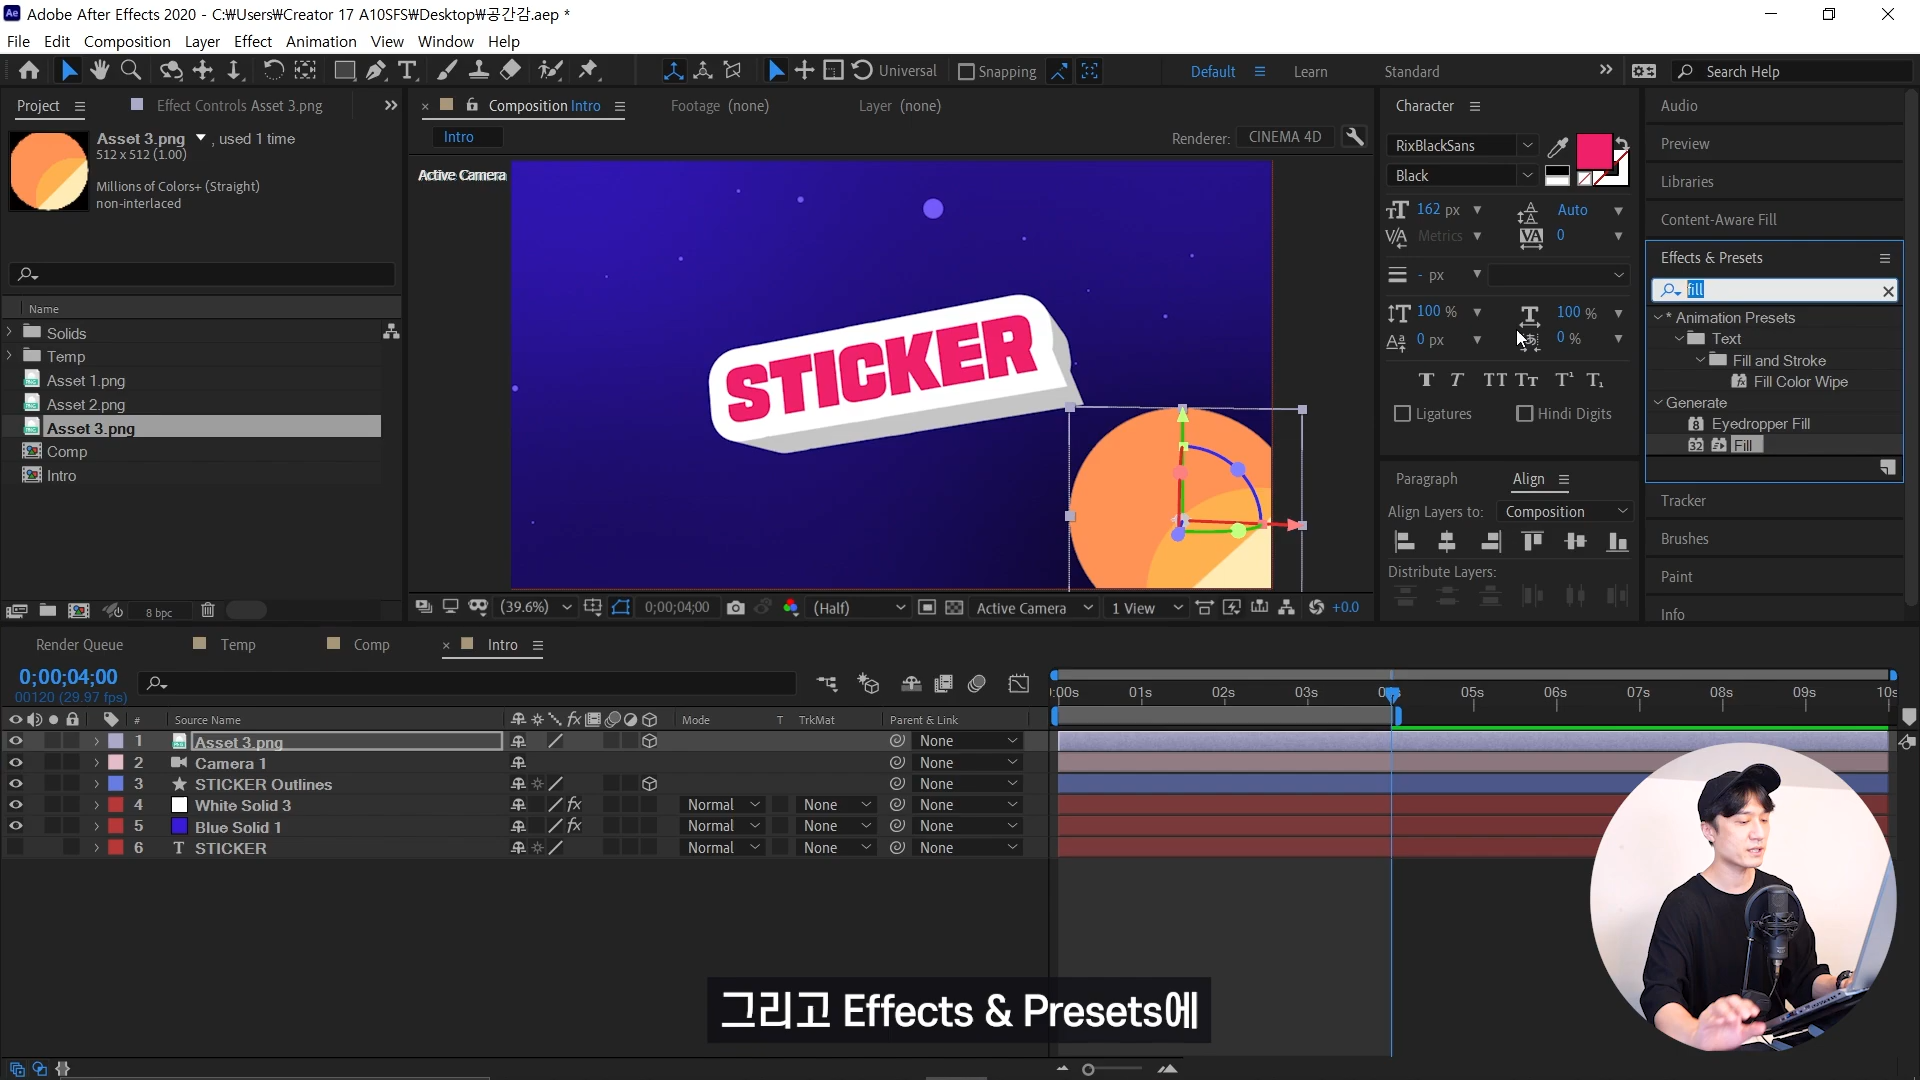 Adobe After Effects 2020 - C:₩Users₩Creator 17 A10SFS₩Desktop₩공간감.aep *
File Edit Composition Layer Effect Animation View Window Help
Universal Snapping Default Learn Standard Search Help
Project Effect Controls Asset 3.png
Asset 3.png , used 1 time
512 x 512 (1.00)
Millions of Colors+ (Straight)
non-interlaced
Name
Solids
Temp
Asset 1.png
Asset 2.png
Asset 3.png
Comp
Intro
8 bpc
Composition Intro Footage (none) Layer (none)
Intro Renderer: CINEMA 4D
Active Camera
STICKER
(39.6%) 0;00;04;00 (Half) Active Camera 1 View +0.0
Character
RixBlackSans
Black
162 px Auto
Metrics 0
- px
100 % 100 %
0 px 0 %
T T TT Tт T¹ T₁
Ligatures Hindi Digits
Paragraph Align
Align Layers to: Composition
Distribute Layers:
Audio
Preview
Libraries
Content-Aware Fill
Effects & Presets
fill
* Animation Presets
Text
Fill and Stroke
Fill Color Wipe
Generate
Eyedropper Fill
Fill
Tracker
Brushes
Paint
Info
Render Queue Temp Comp Intro
0;00;04;00
00120 (29.97 fps)
# Source Name Mode T TrkMat Parent & Link
:00s 01s 02s 03s 05s 06s 07s 08s 09s 10s
1 Asset 3.png None
2 Camera 1 None
3 STICKER Outlines None
4 White Solid 3 Normal None None
5 Blue Solid 1 Normal None None
6 T STICKER Normal None None
그리고 Effects & Presets에